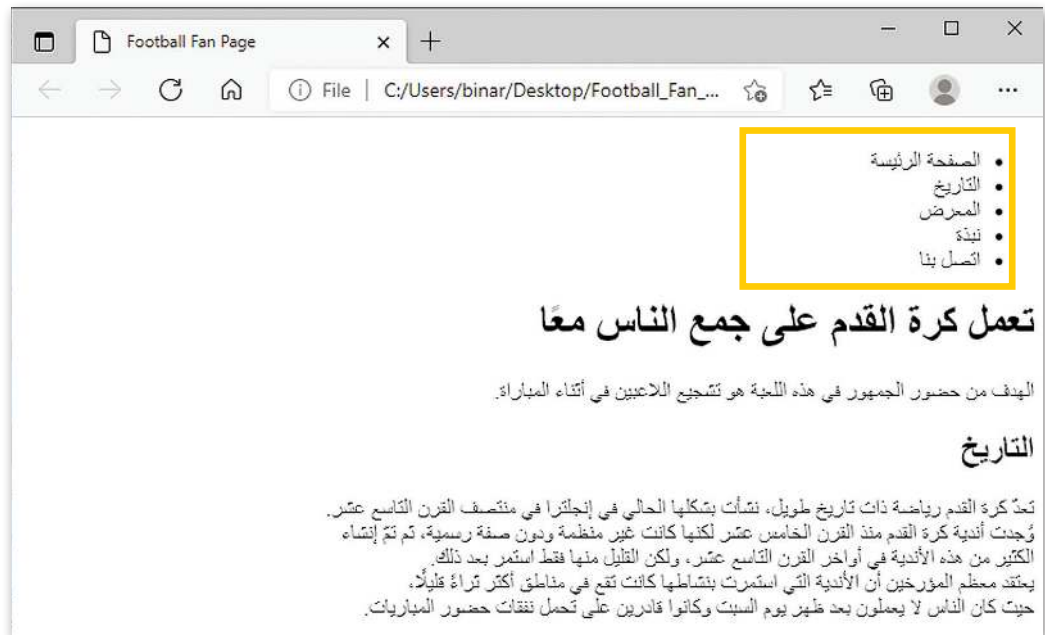 Football Fan Page
File | C:/Users/binar/Desktop/Football_Fan_...
• الصفحة الرئيسة
• التاريخ
• المعرض
• نبذة
• اتصل بنا
تعمل كرة القدم على جمع الناس معًا
الهدف من حضور الجمهور في هذه اللعبة هو تشجيع اللاعبين في أثناء المباراة.
التاريخ
تعدّ كرة القدم رياضة ذات تاريخ طويل، نشأت بشكلها الحالي في إنجلترا في منتصف القرن التاسع عشر.
وُجدت أندية كرة القدم منذ القرن الخامس عشر لكنها كانت غير منظمة ودون صفة رسمية، ثم تمّ إنشاء
الكثير من هذه الأندية في أواخر القرن التاسع عشر، ولكن القليل منها فقط استمر بعد ذلك.
يعتقد معظم المؤرخين أن الأندية التي استمرت بنشاطها كانت تقع في مناطق أكثر ثراءً قليلًا،
حيث كان الناس لا يعملون بعد ظهر يوم السبت وكانوا قادرين على تحمل نفقات حضور المباريات.